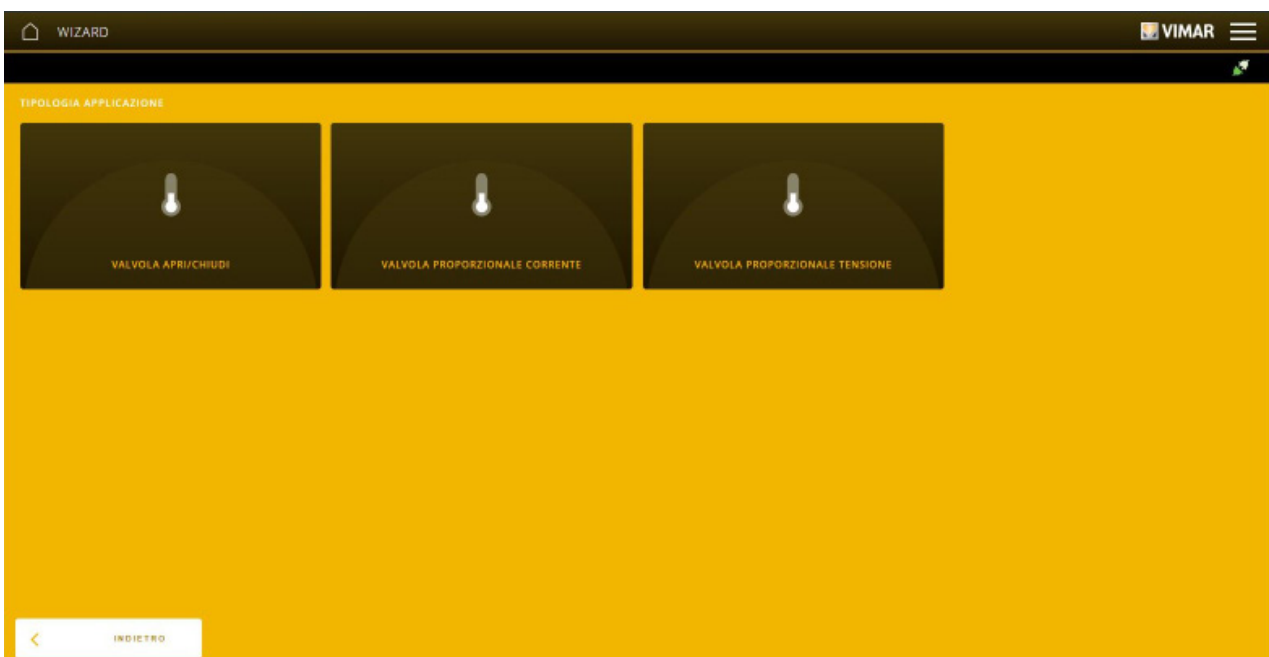 WIZARD
VIMAR
TIPOLOGIA APPLICAZIONE
VALVOLA APRI/CHIUDI
VALVOLA PROPORZIONALE CORRENTE
VALVOLA PROPORZIONALE TENSIONE
INDIETRO